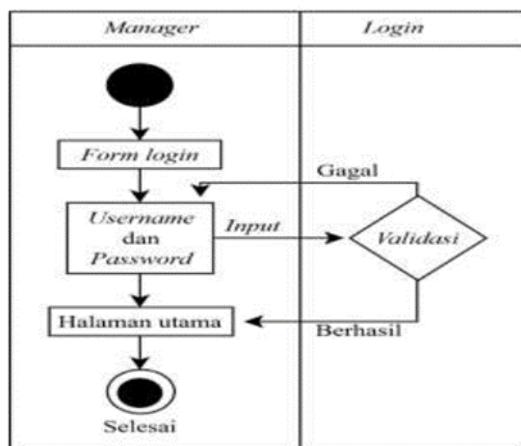 Manager
Login
Form login
Gagal
Username
dan
Password
Input
Validasi
Halaman utama
Berhasil
Selesai